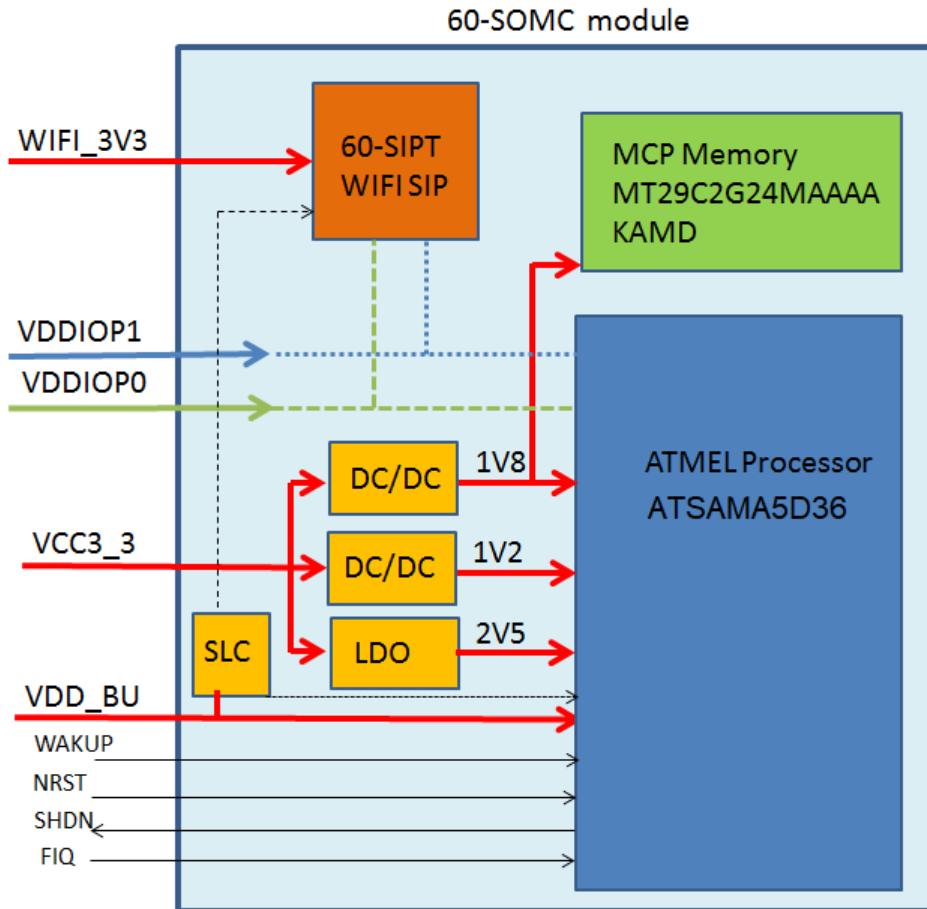 60-SOMC module
WIFI_3V3
60-SIPT
WIFI SIP
MCP Memory
MT29C2G24MAAAA
KAMD
VDDIOP1
VDDIOP0
DC/DC
1V8
ATMEL Processor
ATSAMA5D36
VCC3_3
DC/DC
1V2
SLC
LDO
2V5
VDD_BU
WAKUP
NRST
SHDN
FIQ